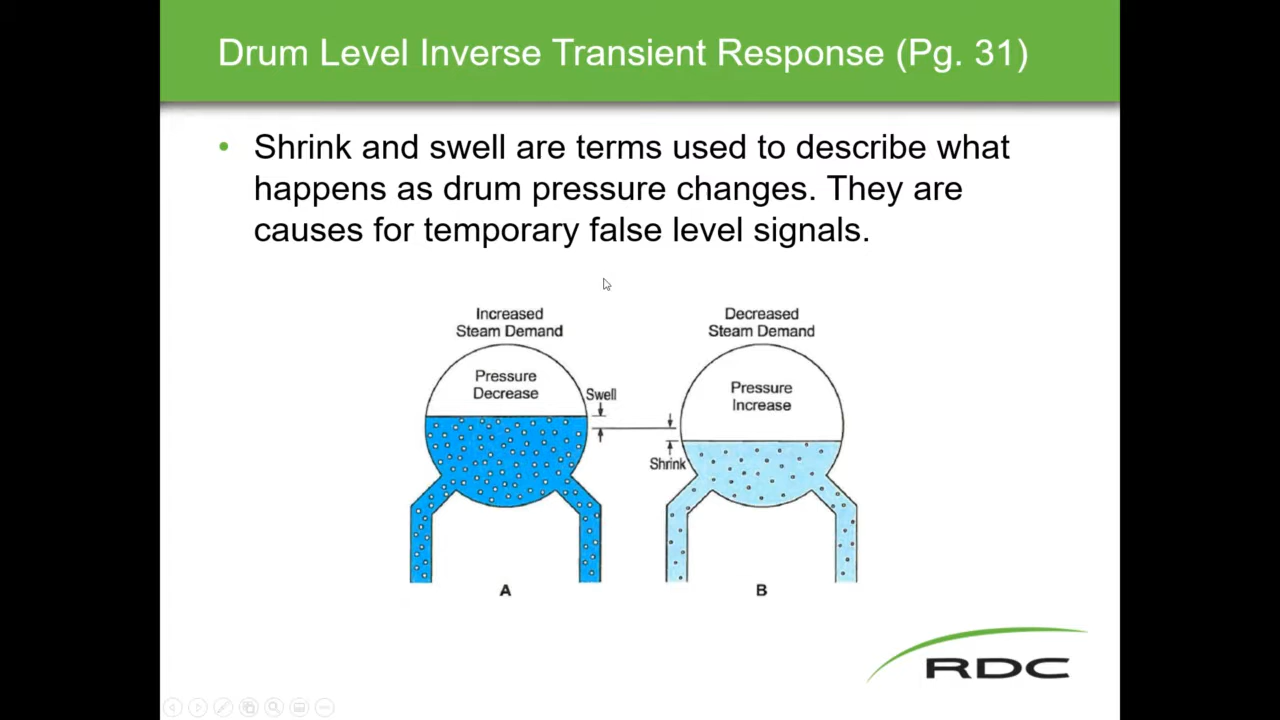 Drum Level Inverse Transient Response (Pg. 31)
• Shrink and swell are terms used to describe what
happens as drum pressure changes. They are
causes for temporary false level signals.
Increased
Steam Demand
Pressure
Decrease
Swell
A
Decreased
Steam Demand
Pressure
Increase
Shrink
B
RDC